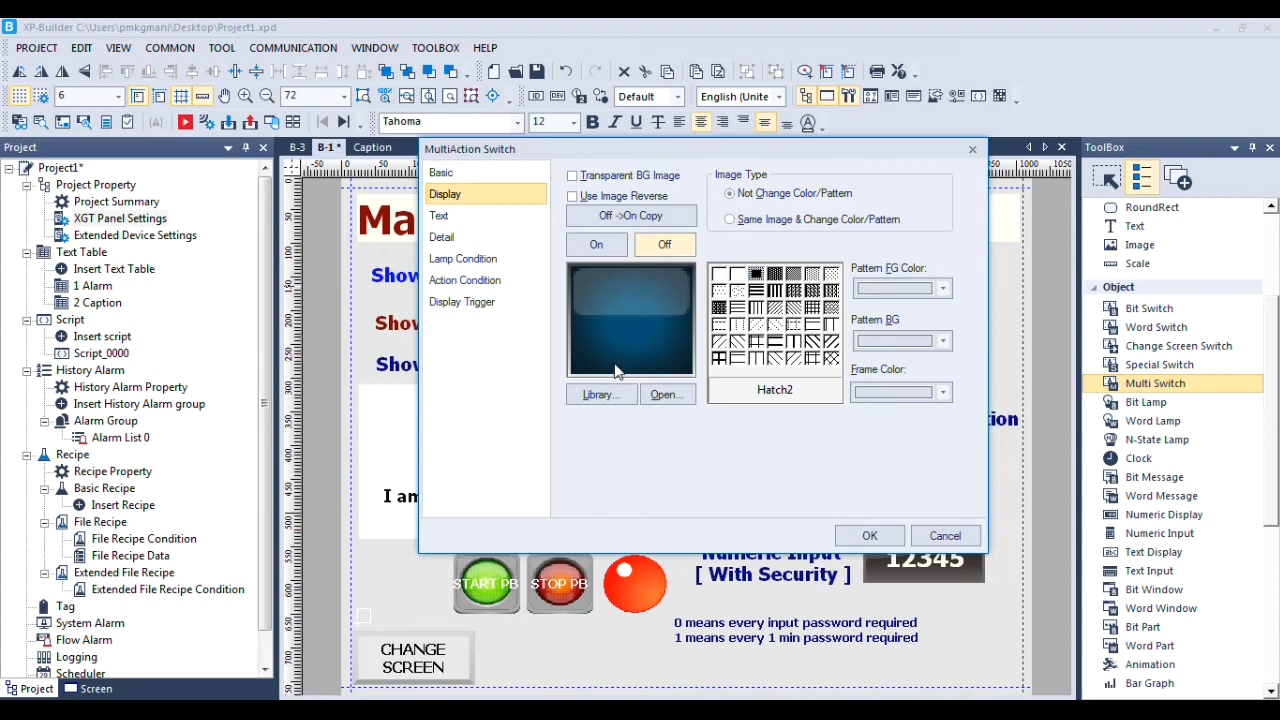 XP-Builder C:\Users\pmkgmani\Desktop\Project1.xpd
PROJECT EDIT VIEW COMMON TOOL COMMUNICATION WINDOW TOOLBOX HELP
6
72
Default
English (Unite
Tahoma
12
Project
B-3
B-1 *
Caption
Project1*
Project Property
Project Summary
XGT Panel Settings
Extended Device Settings
Text Table
Insert Text Table
1 Alarm
2 Caption
Script
Insert script
Script_0000
History Alarm
History Alarm Property
Insert History Alarm group
Alarm Group
Alarm List 0
Recipe
Recipe Property
Basic Recipe
Insert Recipe
File Recipe
File Recipe Condition
File Recipe Data
Extended File Recipe
Extended File Recipe Condition
Tag
System Alarm
Flow Alarm
Logging
Scheduler
Project
Screen
-50 0 50
1000 1050
Ma
Show
Show
Show
I am
tion
MultiAction Switch
Basic
Display
Text
Detail
Lamp Condition
Action Condition
Display Trigger
Transparent BG Image
Use Image Reverse
Off ->On Copy
On
Off
Library...
Open...
Image Type
Not Change Color/Pattern
Same Image & Change Color/Pattern
Hatch2
Pattern FG Color:
Pattern BG
Frame Color:
OK
Cancel
START PB
STOP PB
Numeric Input
[ With Security ]
12345
0 means every input password required
1 means every 1 min password required
CHANGE
SCREEN
ToolBox
RoundRect
Text
Image
Scale
Object
Bit Switch
Word Switch
Change Screen Switch
Special Switch
Multi Switch
Bit Lamp
Word Lamp
N-State Lamp
Clock
Bit Message
Word Message
Numeric Display
Numeric Input
Text Display
Text Input
Bit Window
Word Window
Bit Part
Word Part
Animation
Bar Graph